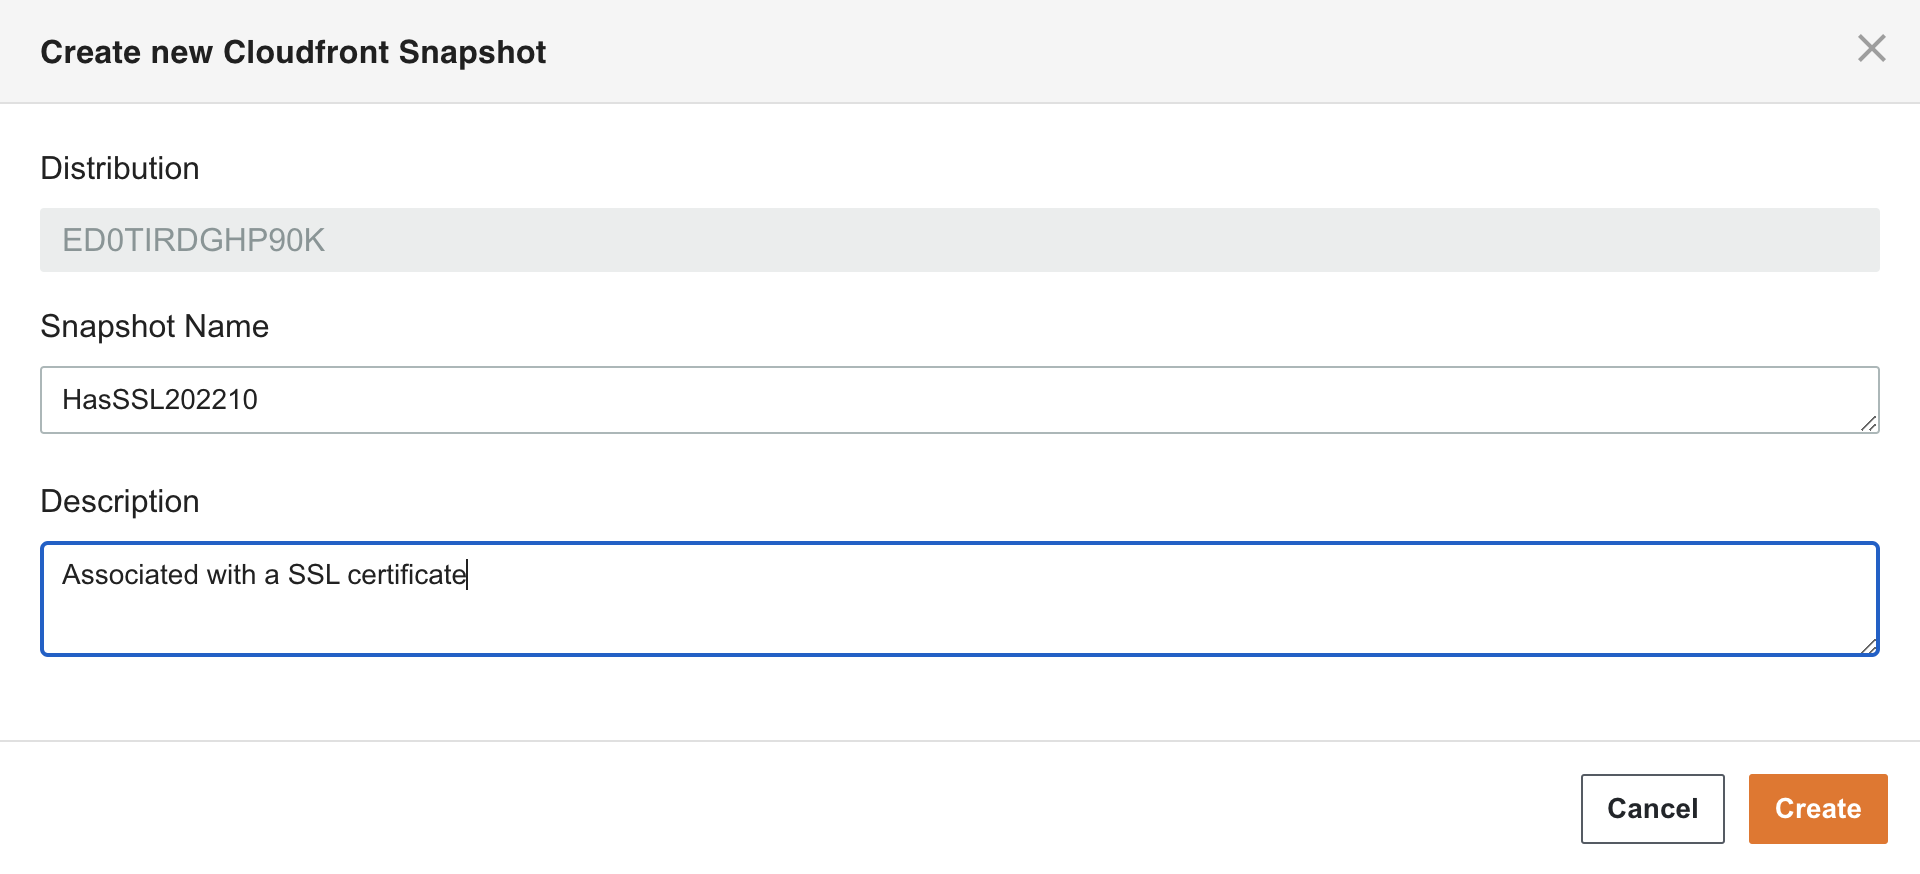 Create new Cloudfront Snapshot
Distribution
ED0TIRDGHP90K
Snapshot Name
HasSSL202210
Description
Associated with a SSL certificate
Cancel
Create